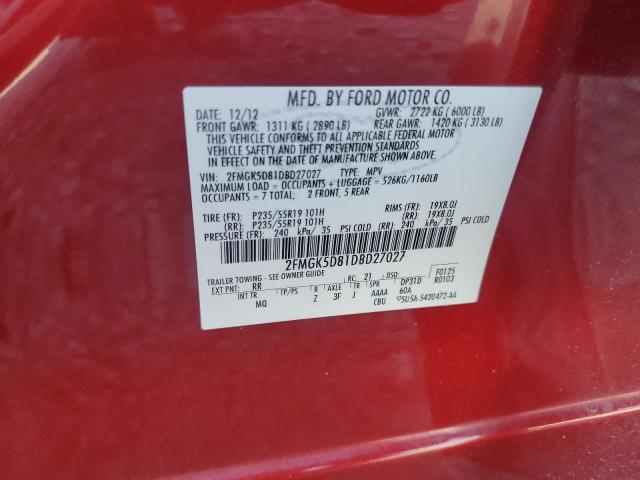 MFD. BY FORD MOTOR CO.
DATE: 12/12 GVWR: 2722 KG ( 6000 LB)
FRONT GAWR: 1311 KG ( 2890 LB) REAR GAWR: 1420 KG ( 3130 LB)
THIS VEHICLE CONFORMS TO ALL APPLICABLE FEDERAL MOTOR
VEHICLE SAFETY AND THEFT PREVENTION STANDARDS
IN EFFECT ON THE DATE OF MANUFACTURE SHOWN ABOVE.
VIN: 2FMGK5D81DBD27027 TYPE: MPV
MAXIMUM LOAD = OCCUPANTS + LUGGAGE = 526KG/1160LB
OCCUPANTS = 7 TOTAL: 2 FRONT, 5 REAR
TIRE (FR): P235/55R19 101H RIMS (FR): 19X8.0J
(RR): P235/55R19 101H (RR): 19X8.0J
PRESSURE (FR): 240 kPa/ 35 PSI COLD (RR): 240 kPa/ 35 PSI COLD
2FMGK5D81DBD27027
TRAILER TOWING - SEE OWNER GUIDE
EXT PNT: RR RC: 21 DSO: F0125
INT TR TP/PS R AXLE TR SPR DP31D R0103
MQ Z 3F J AAAA 60A
CBU 5U5A-5420472-AA